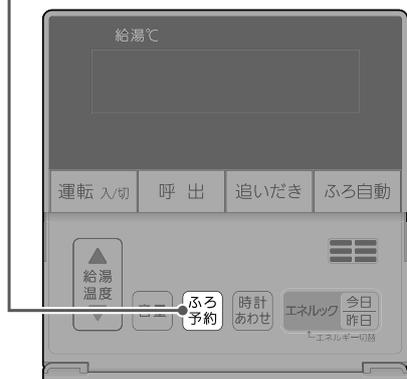 給湯℃
運転 入/切 呼出 追いだき ふろ自動
給湯
温度
音量
ふろ
予約
時計
あわせ
エネルック 今日
昨日
エネルギー切替